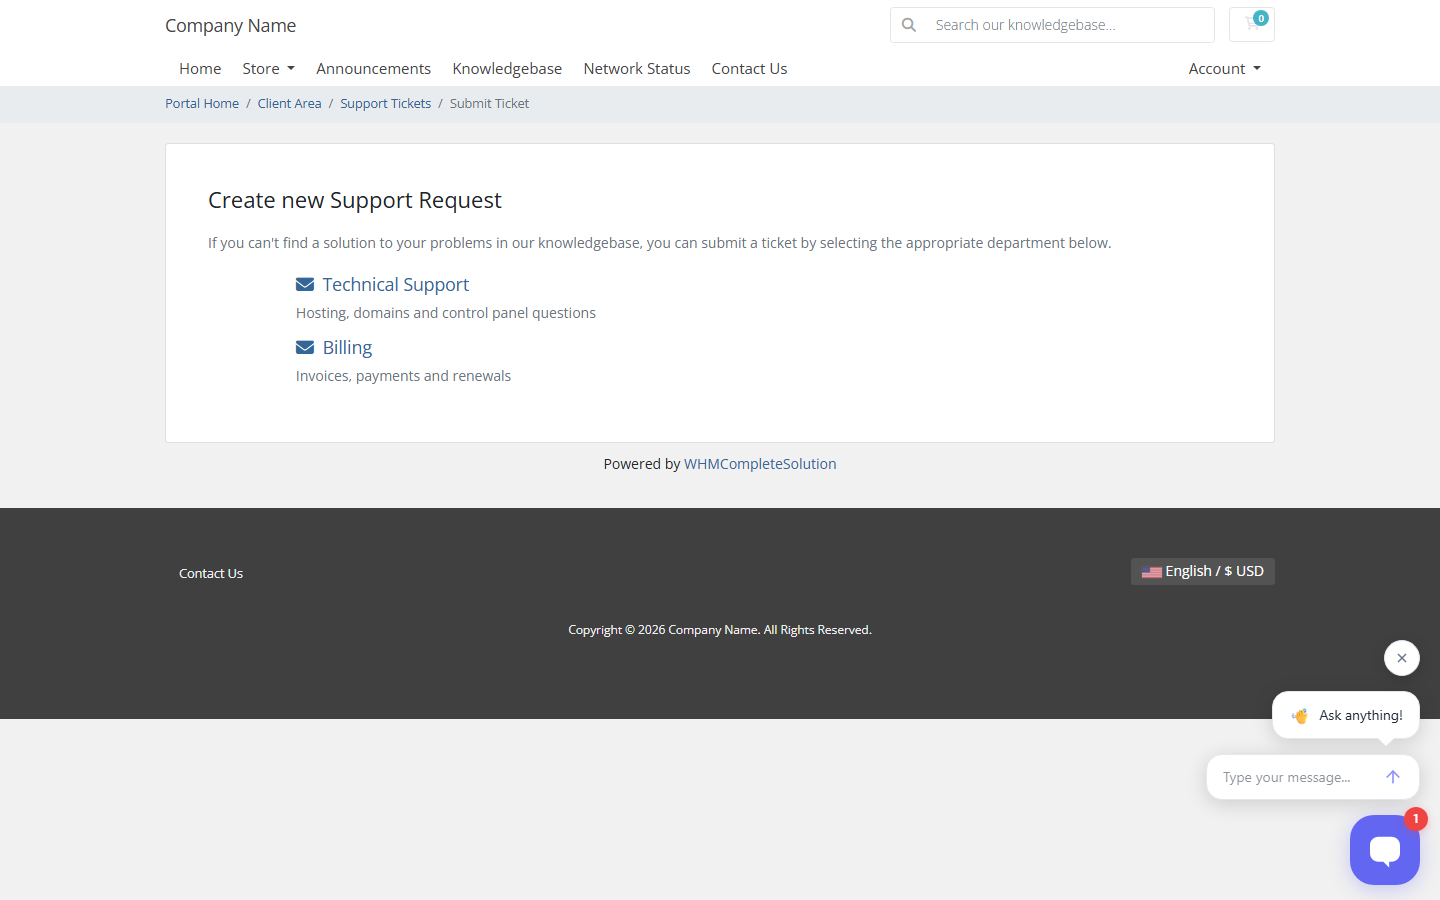 Company Name
Search our knowledgebase...
0
Home
Store
Announcements
Knowledgebase
Network Status
Contact Us
Account
Portal Home / Client Area / Support Tickets / Submit Ticket
Create new Support Request
If you can't find a solution to your problems in our knowledgebase, you can submit a ticket by selecting the appropriate department below.
Technical Support
Hosting, domains and control panel questions
Billing
Invoices, payments and renewals
Powered by WHMCompleteSolution
Contact Us
English / $ USD
Copyright © 2026 Company Name. All Rights Reserved.
Ask anything!
Type your message...
1